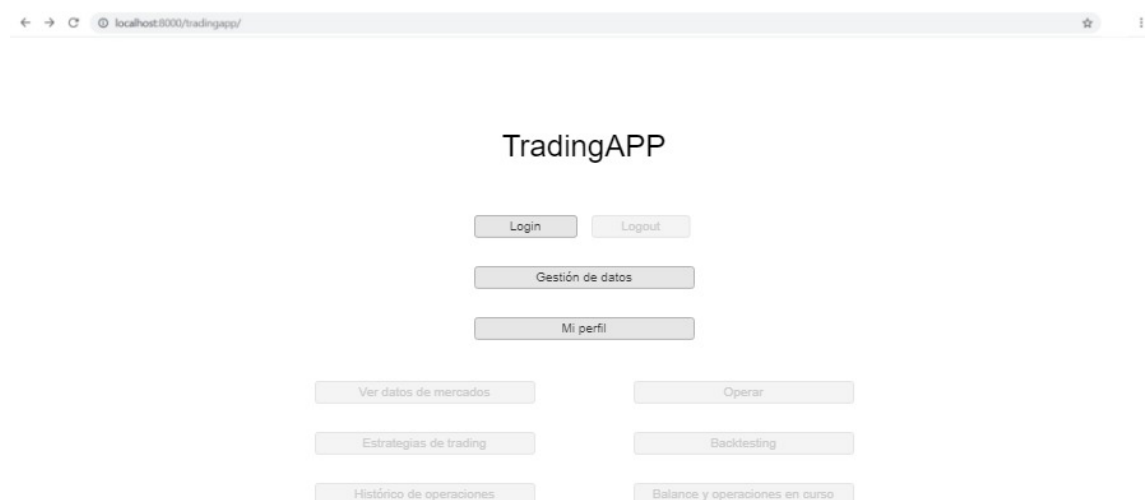 localhost:8000/tradingapp/
TradingAPP
Login Logout
Gestión de datos
Mi perfil
Ver datos de mercados Operar
Estrategias de trading Backtesting
Histórico de operaciones Balance y operaciones en curso